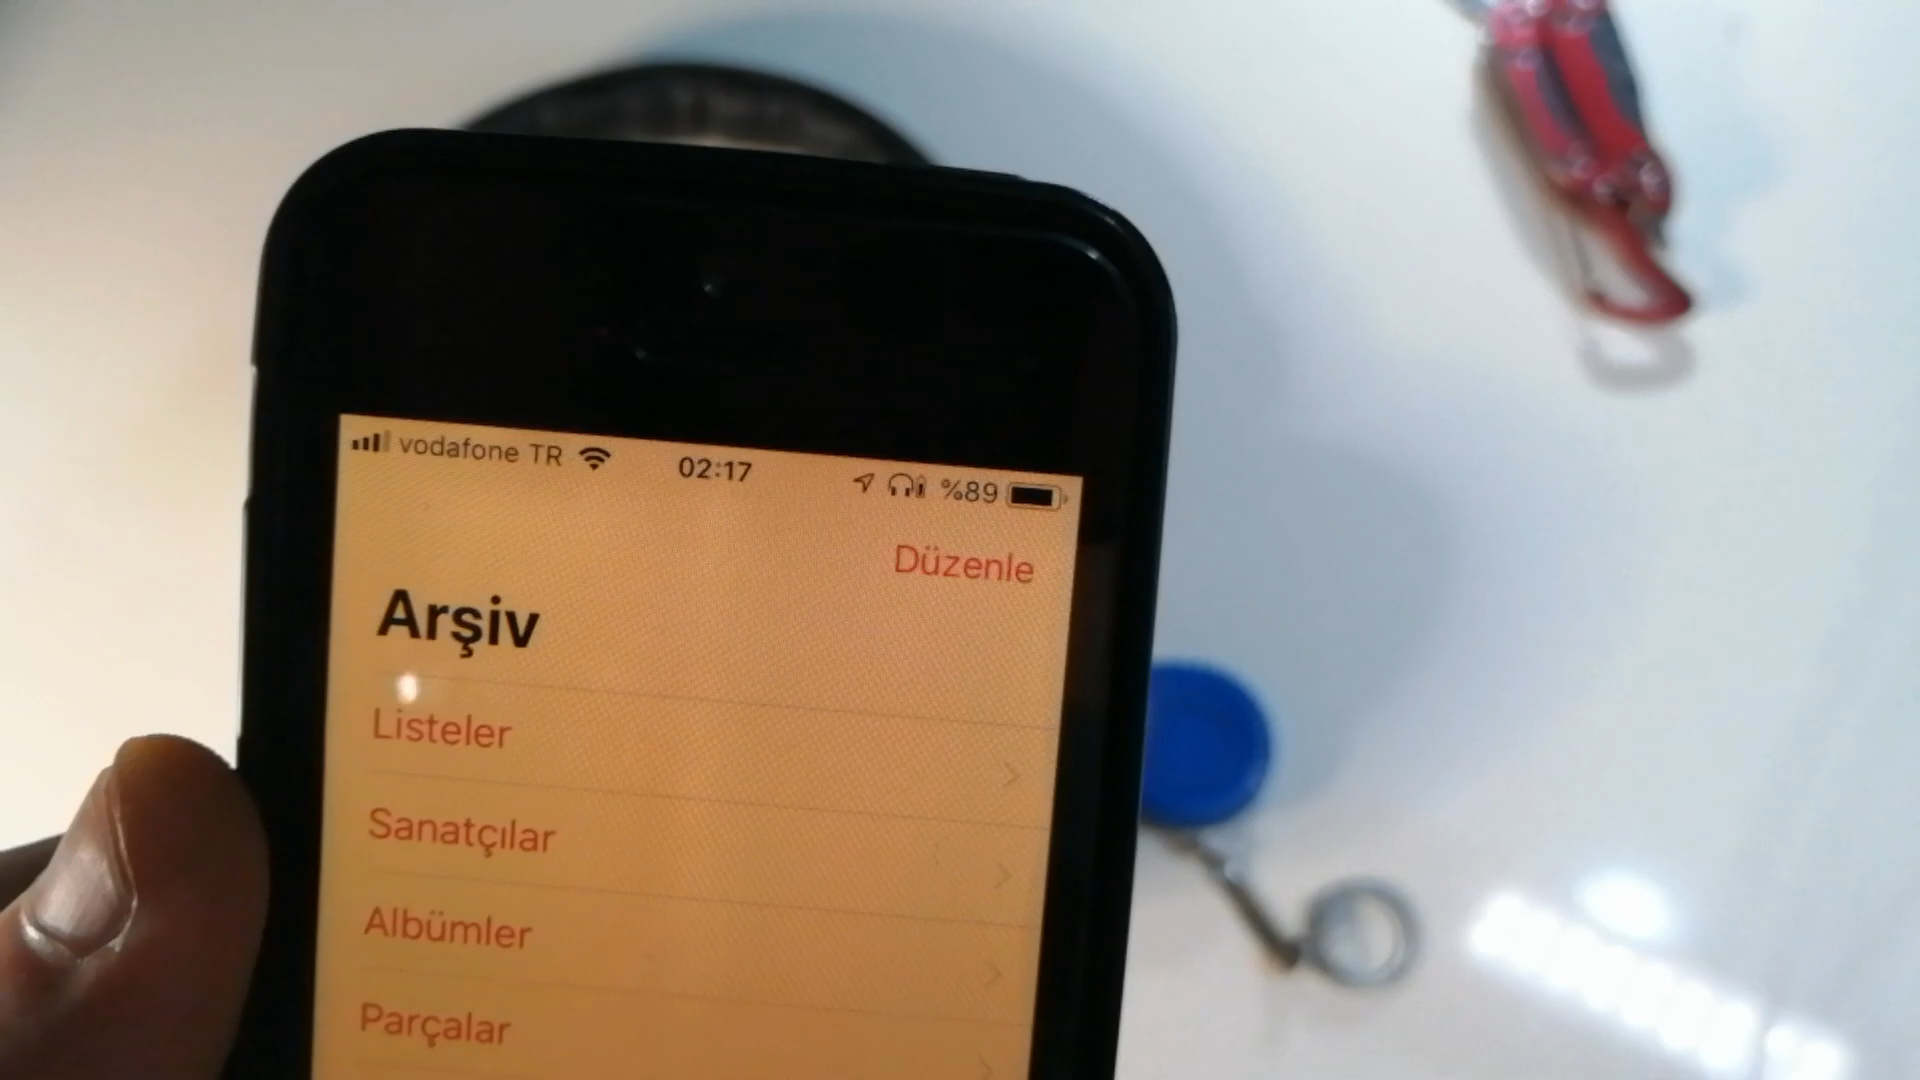 vodafone TR 02:17 %89
Düzenle
Arşiv
Listeler
Sanatçılar
Albümler
Parçalar